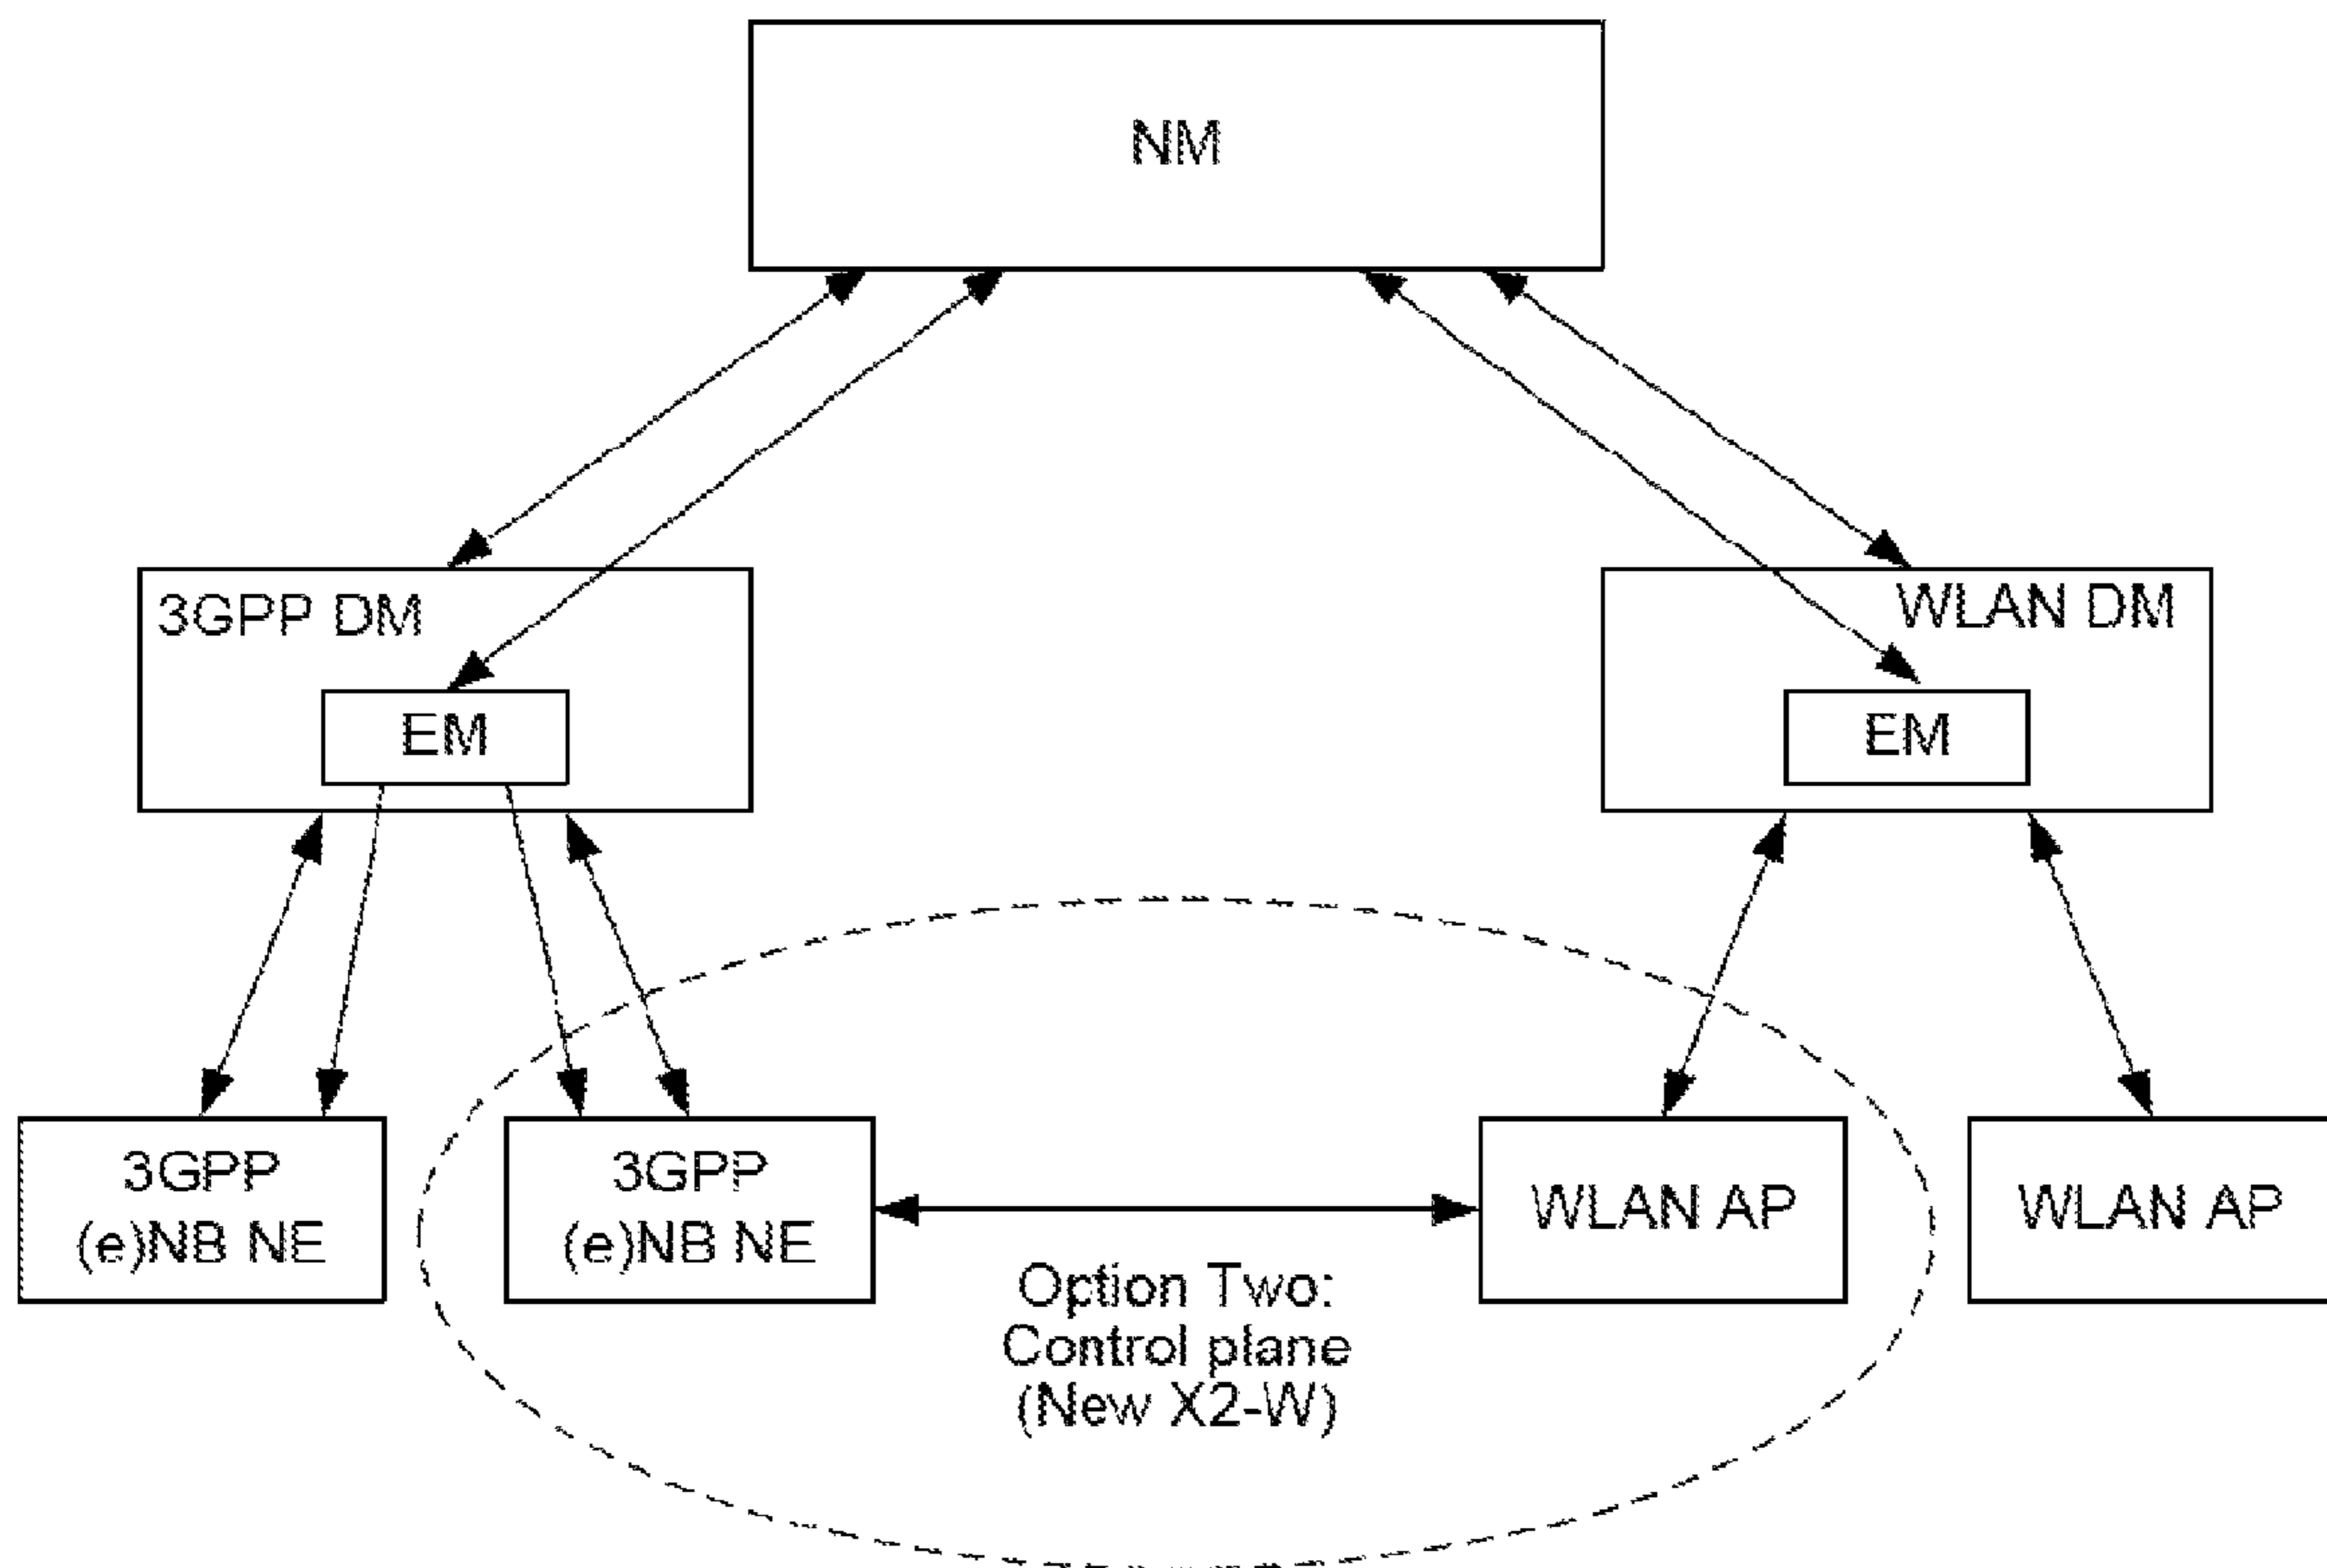 NM
3GPP DM
WLAN DM
EM
EM
3GPP
(e)NB NE
3GPP
(e)NB NE
WLAN AP
WLAN AP
Option Two:
Control plane
(New X2-W)